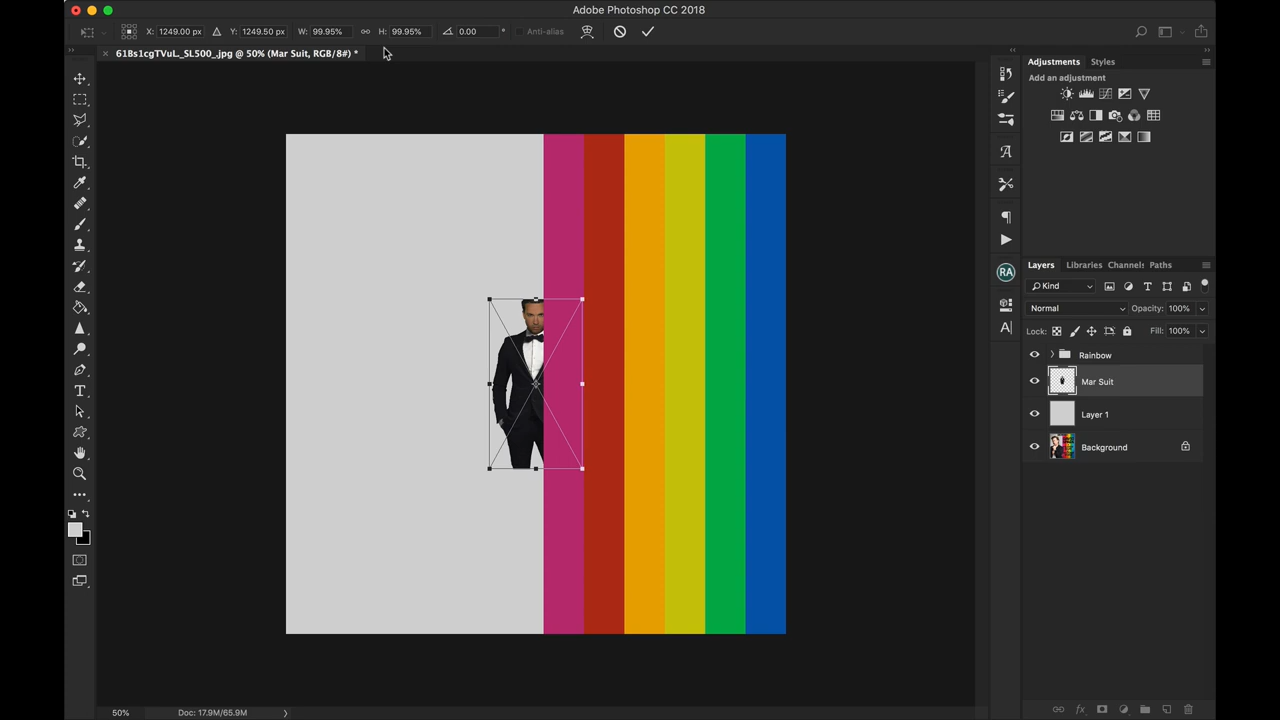 Adobe Photoshop CC 2018
X: 1249.00 px Y: 1249.50 px W: 99.95% H: 99.95% 0.00 ° Anti-alias
61Bs1cgTVuL._SL500_.jpg @ 50% (Mar Suit, RGB/8#) *
Adjustments Styles
Add an adjustment
Layers Libraries Channels Paths
Kind
Normal Opacity: 100%
Lock: Fill: 100%
Rainbow
Mar Suit
Layer 1
Background
RA
50% Doc: 17.9M/65.9M